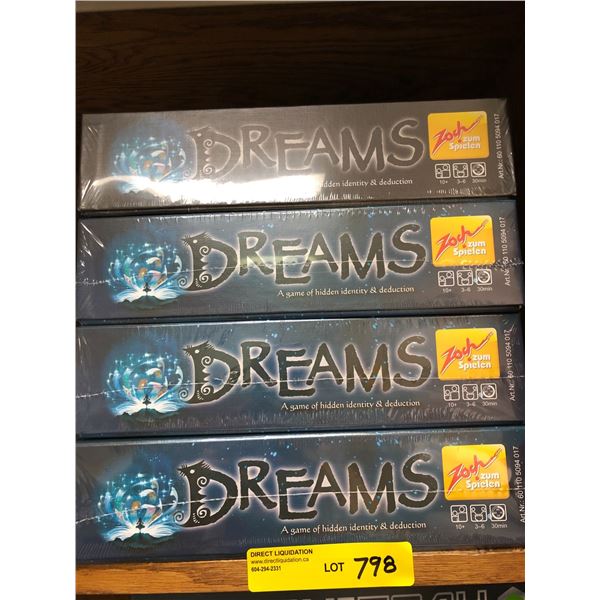 DREAMS
hidden identity & deduction
Zoch
zum
Spielen
10+ 3-6 30min
Art.Nr.: 60 110 5094 017
DREAMS
A game of hidden identity & deduction
Zoch
zum
Spielen
10+ 3-6 30min
Art.Nr.: 60 110 5094 017
DREAMS
A game of hidden identity & deduction
Zoch
zum
Spielen
10+ 3-6 30min
Art.Nr.: 60 110 5094 017
DREAMS
A game of hidden identity & deduction
Zoch
zum
Spielen
10+ 3-6 30min
Art.Nr.: 60 110 5094 017
DIRECT LIQUIDATION
www.directliquidation.ca
604-294-2331
LOT 798